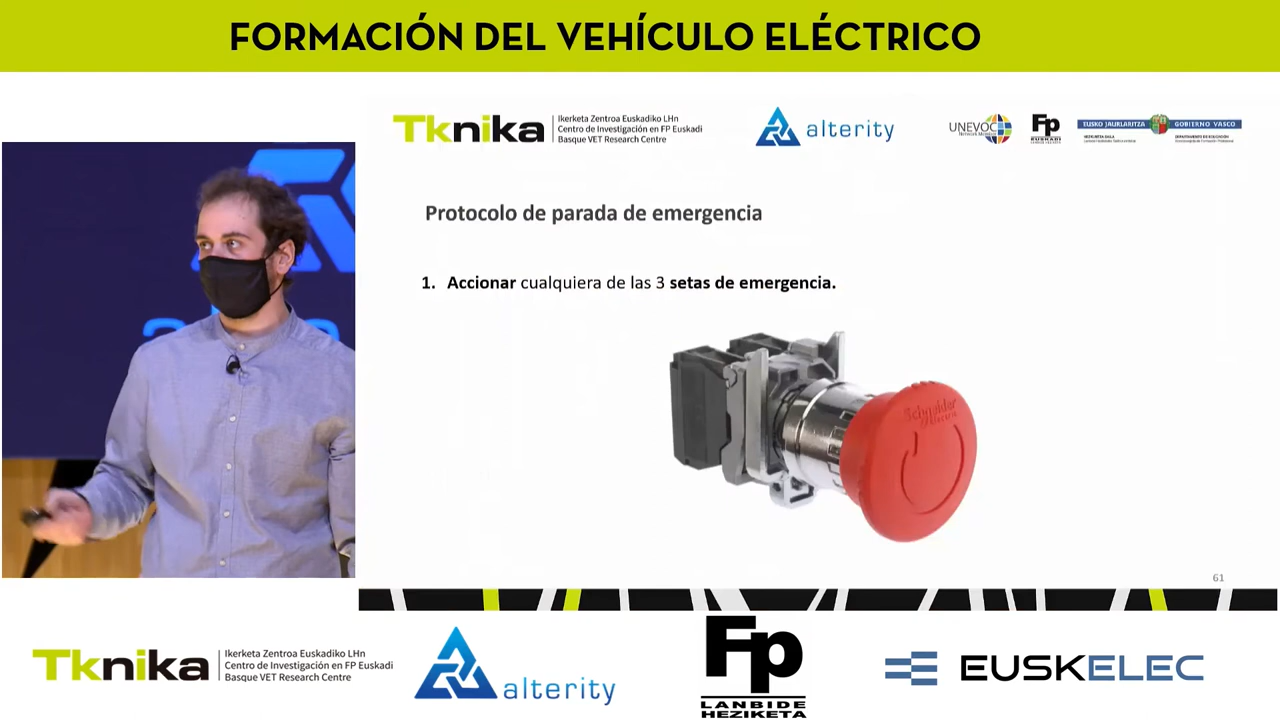 FORMACIÓN DEL VEHÍCULO ELÉCTRICO
Tknika
Ikerketa Zentroa Euskadiko LHn
Centro de Investigación en FP Euskadi
Basque VET Research Centre
alterity
UNEVOC
Fp
EUSKADI
EUSKO JAURLARITZA
GOBIERNO VASCO
Protocolo de parada de emergencia
1. Accionar cualquiera de las 3 setas de emergencia.
Schneider
Electric
61
Tknika
Ikerketa Zentroa Euskadiko LHn
Centro de Investigación en FP Euskadi
Basque VET Research Centre
alterity
Fp
LANBIDE
HEZIKETA
EUSKELEC